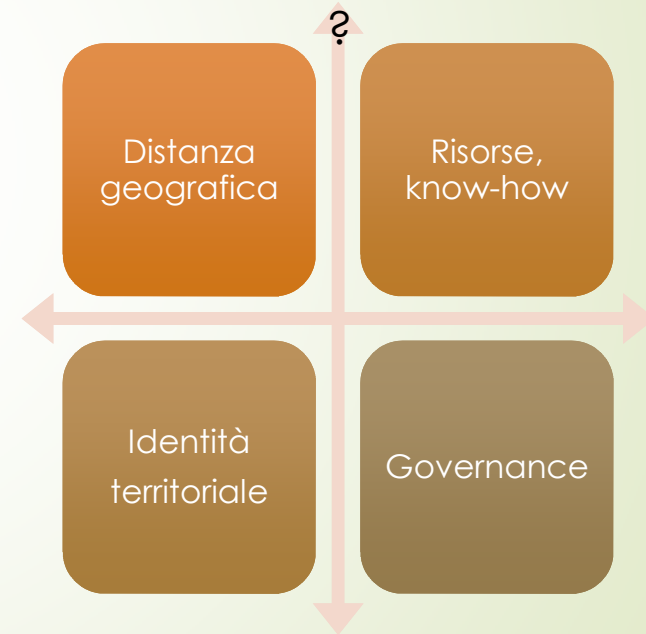 ?
Distanza
geografica
Risorse,
know-how
Identità
territoriale
Governance